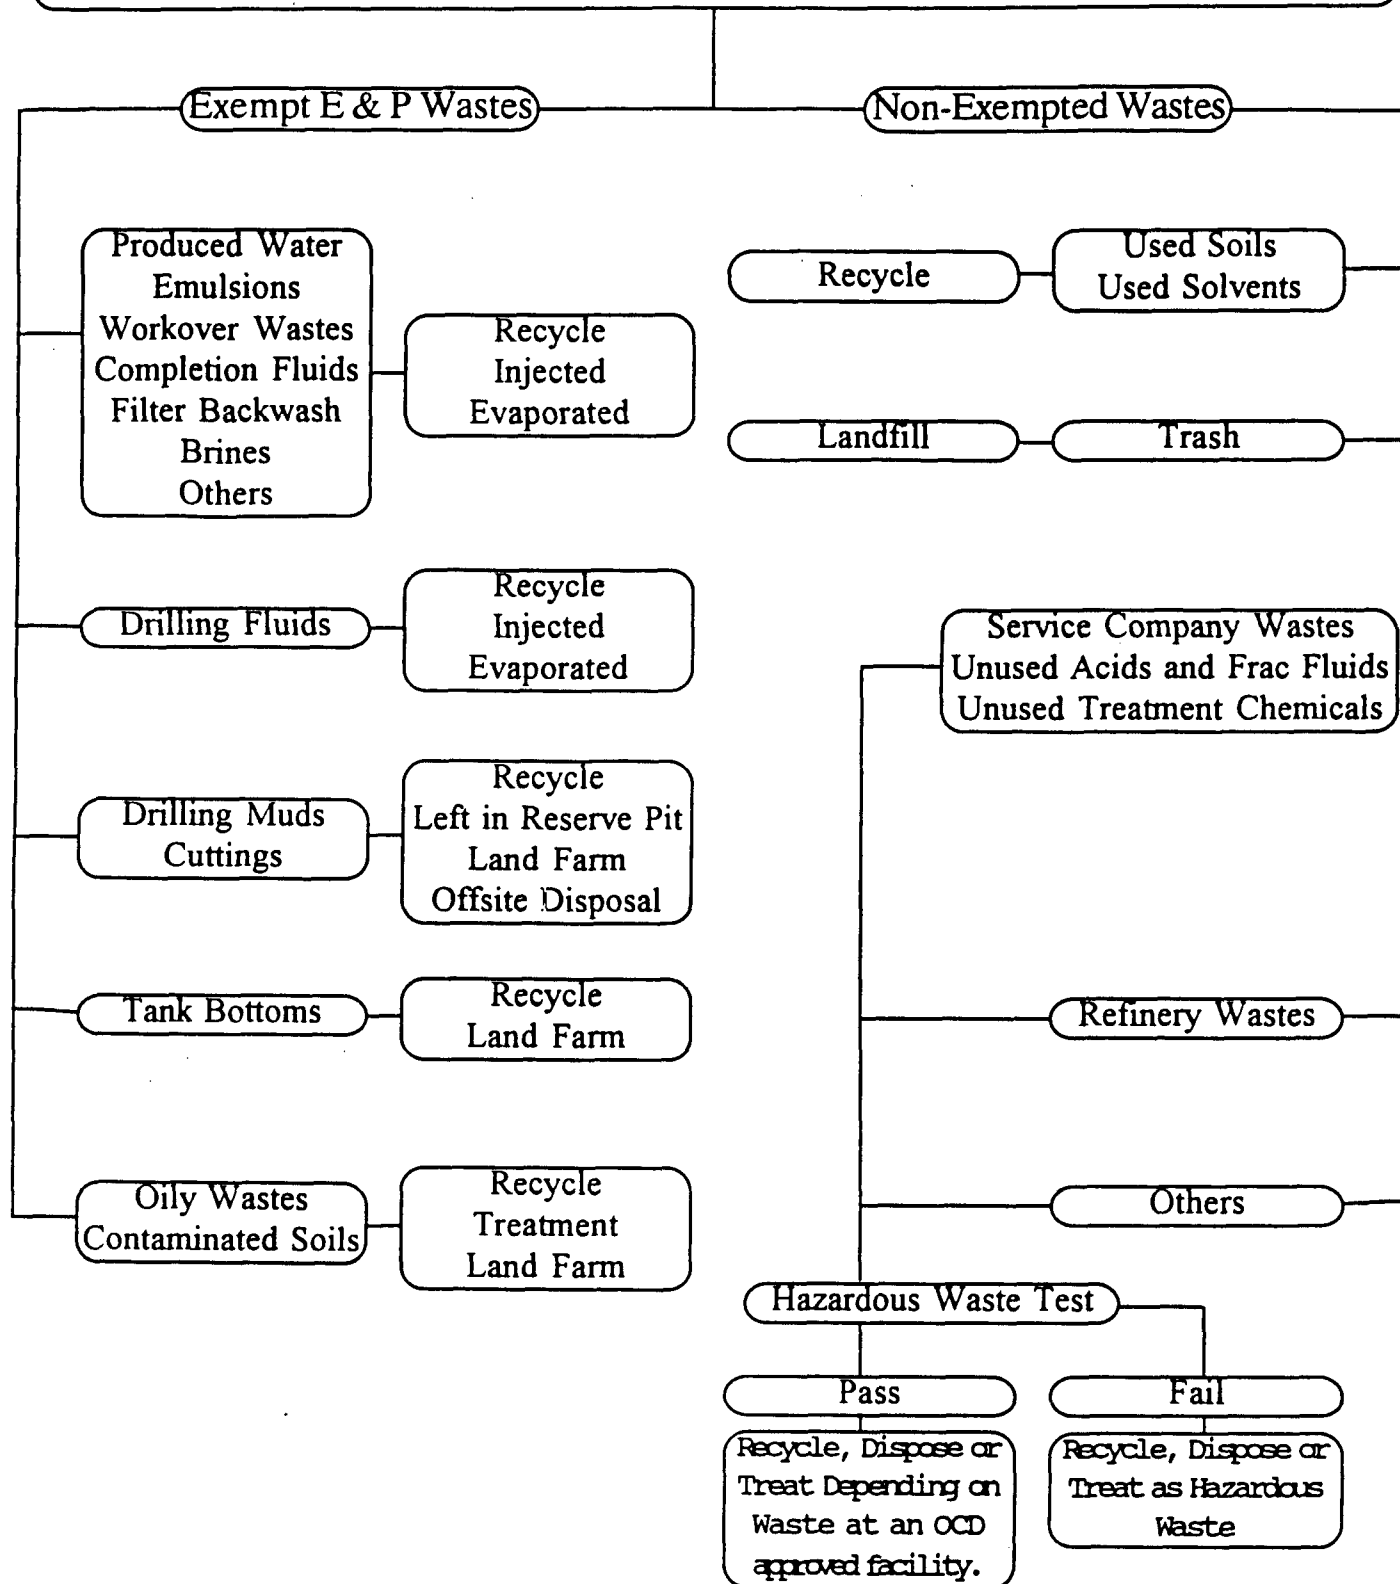 Exempt E & P Wastes
Non-Exempted Wastes
Produced Water
Emulsions
Workover Wastes
Completion Fluids
Filter Backwash
Brines
Others
Recycle
Injected
Evaporated
Drilling Fluids
Recycle
Injected
Evaporated
Drilling Muds
Cuttings
Recycle
Left in Reserve Pit
Land Farm
Offsite Disposal
Tank Bottoms
Recycle
Land Farm
Oily Wastes
Contaminated Soils
Recycle
Treatment
Land Farm
Recycle
Used Soils
Used Solvents
Landfill
Trash
Service Company Wastes
Unused Acids and Frac Fluids
Unused Treatment Chemicals
Refinery Wastes
Others
Hazardous Waste Test
Pass
Recycle, Dispose or
Treat Depending on
Waste at an OCD
approved facility.
Fail
Recycle, Dispose or
Treat as Hazardous
Waste